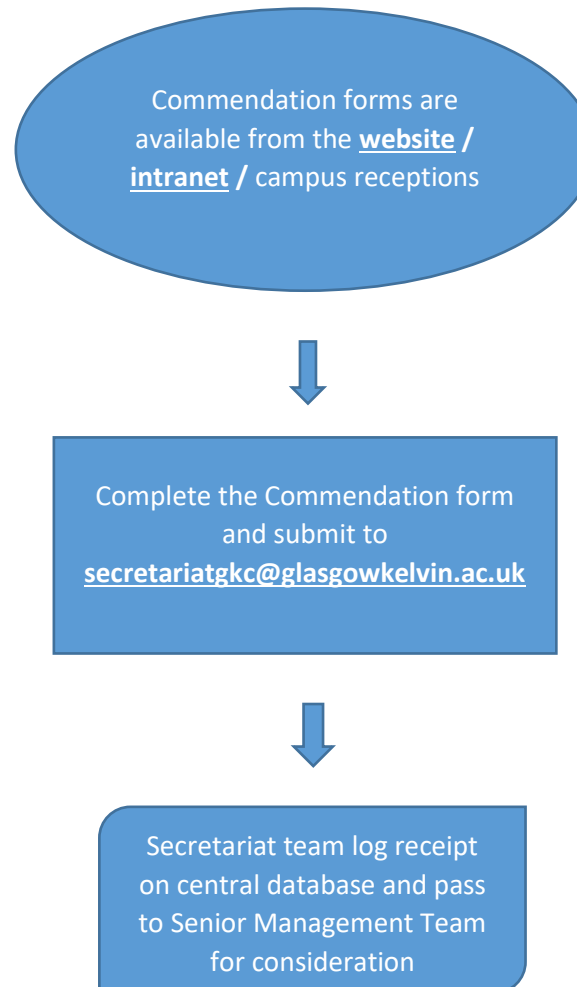 Commendation forms are
available from the website /
intranet / campus receptions
Complete the Commendation form
and submit to
secretariatgkc@glasgowkelvin.ac.uk
Secretariat team log receipt
on central database and pass
to Senior Management Team
for consideration